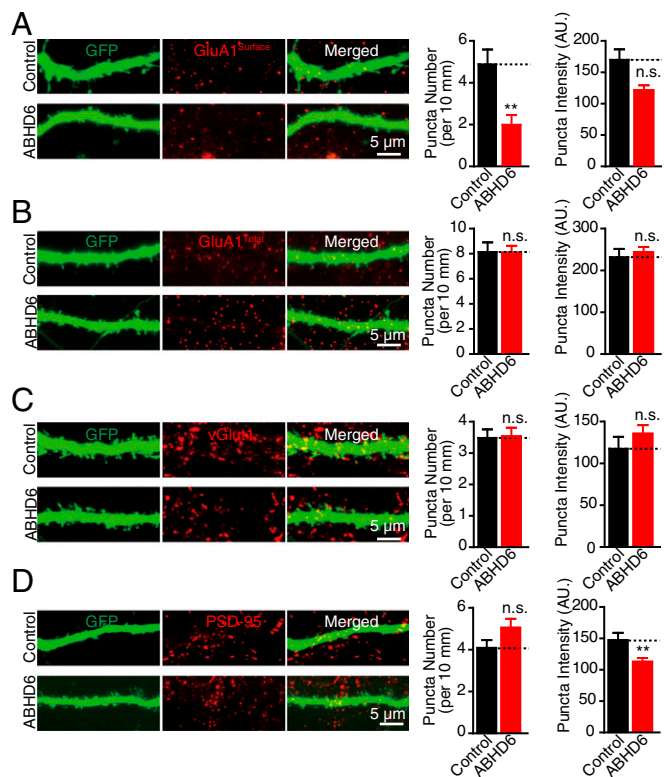 A
Control
ABHD6
GFP
GluA1Surface
Merged
5 µm
Puncta Number
(per 10 mm)
6
4
2
0
**
Control
ABHD6
Puncta Intensity (AU.)
200
150
100
50
0
n.s.
Control
ABHD6
B
Control
ABHD6
GFP
GluA1Total
Merged
5 µm
Puncta Number
(per 10 mm)
10
8
6
4
2
0
n.s.
Control
ABHD6
Puncta Intensity (AU.)
300
200
100
0
n.s.
Control
ABHD6
C
Control
ABHD6
GFP
vGlut1
Merged
5 µm
Puncta Number
(per 10 mm)
4
3
2
1
0
n.s.
Control
ABHD6
Puncta Intensity (AU.)
150
100
50
0
n.s.
Control
ABHD6
D
Control
ABHD6
GFP
PSD-95
Merged
5 µm
Puncta Number
(per 10 mm)
6
4
2
0
n.s.
Control
ABHD6
Puncta Intensity (AU.)
200
150
100
50
0
**
Control
ABHD6